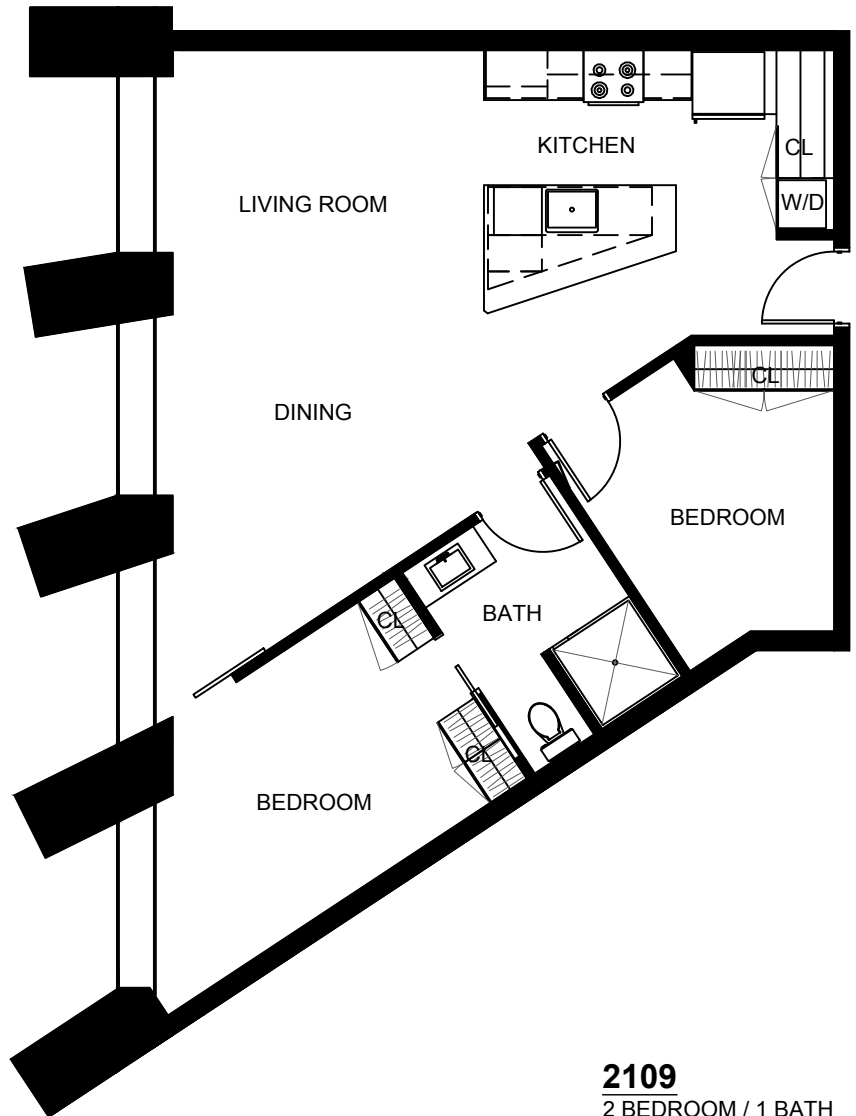 KITCHEN
CL
LIVING ROOM
W/D
CL
DINING
BEDROOM
BATH
CL
CL
BEDROOM
2109
2 BEDROOM / 1 BATH